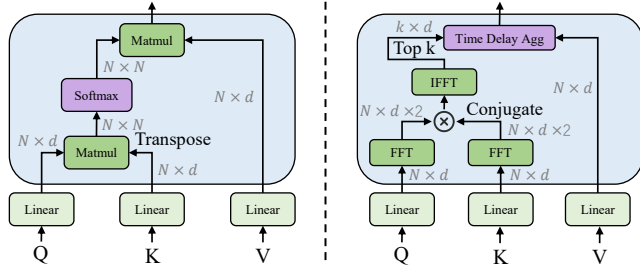 Matmul
N × N
Softmax
N × d
N × N
N × d
Transpose
Matmul
N × d
Linear
Linear
Linear
Q
K
V
k × d
Time Delay Agg
Top k
IFFT
N × d
N × d ×2
Conjugate
×
N × d ×2
FFT
FFT
N × d
N × d
Linear
Linear
Linear
Q
K
V